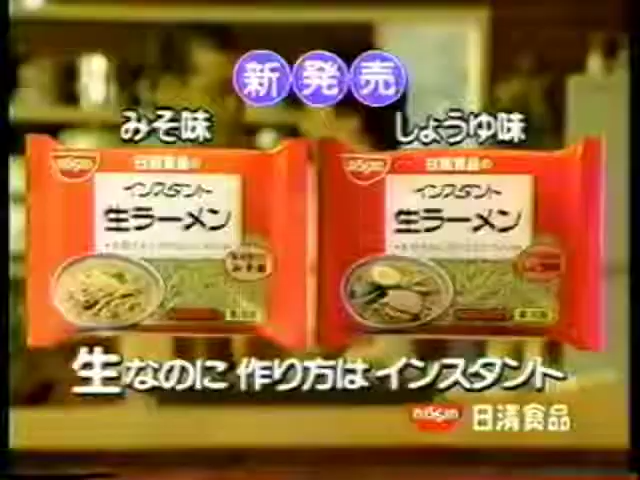 新発売
みそ味
しょうゆ味
nissin
日清食品の
インスタント
生ラーメン
nissin
日清食品の
インスタント
生ラーメン
生なのに 作り方はインスタント
nissin 日清食品